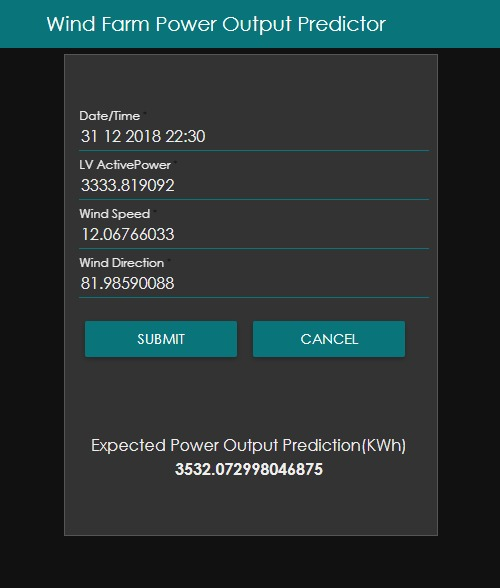 Wind Farm Power Output Predictor
Date/Time *
31 12 2018 22:30
LV ActivePower *
3333.819092
Wind Speed *
12.06766033
Wind Direction *
81.98590088
SUBMIT CANCEL
Expected Power Output Prediction(KWh)
3532.072998046875